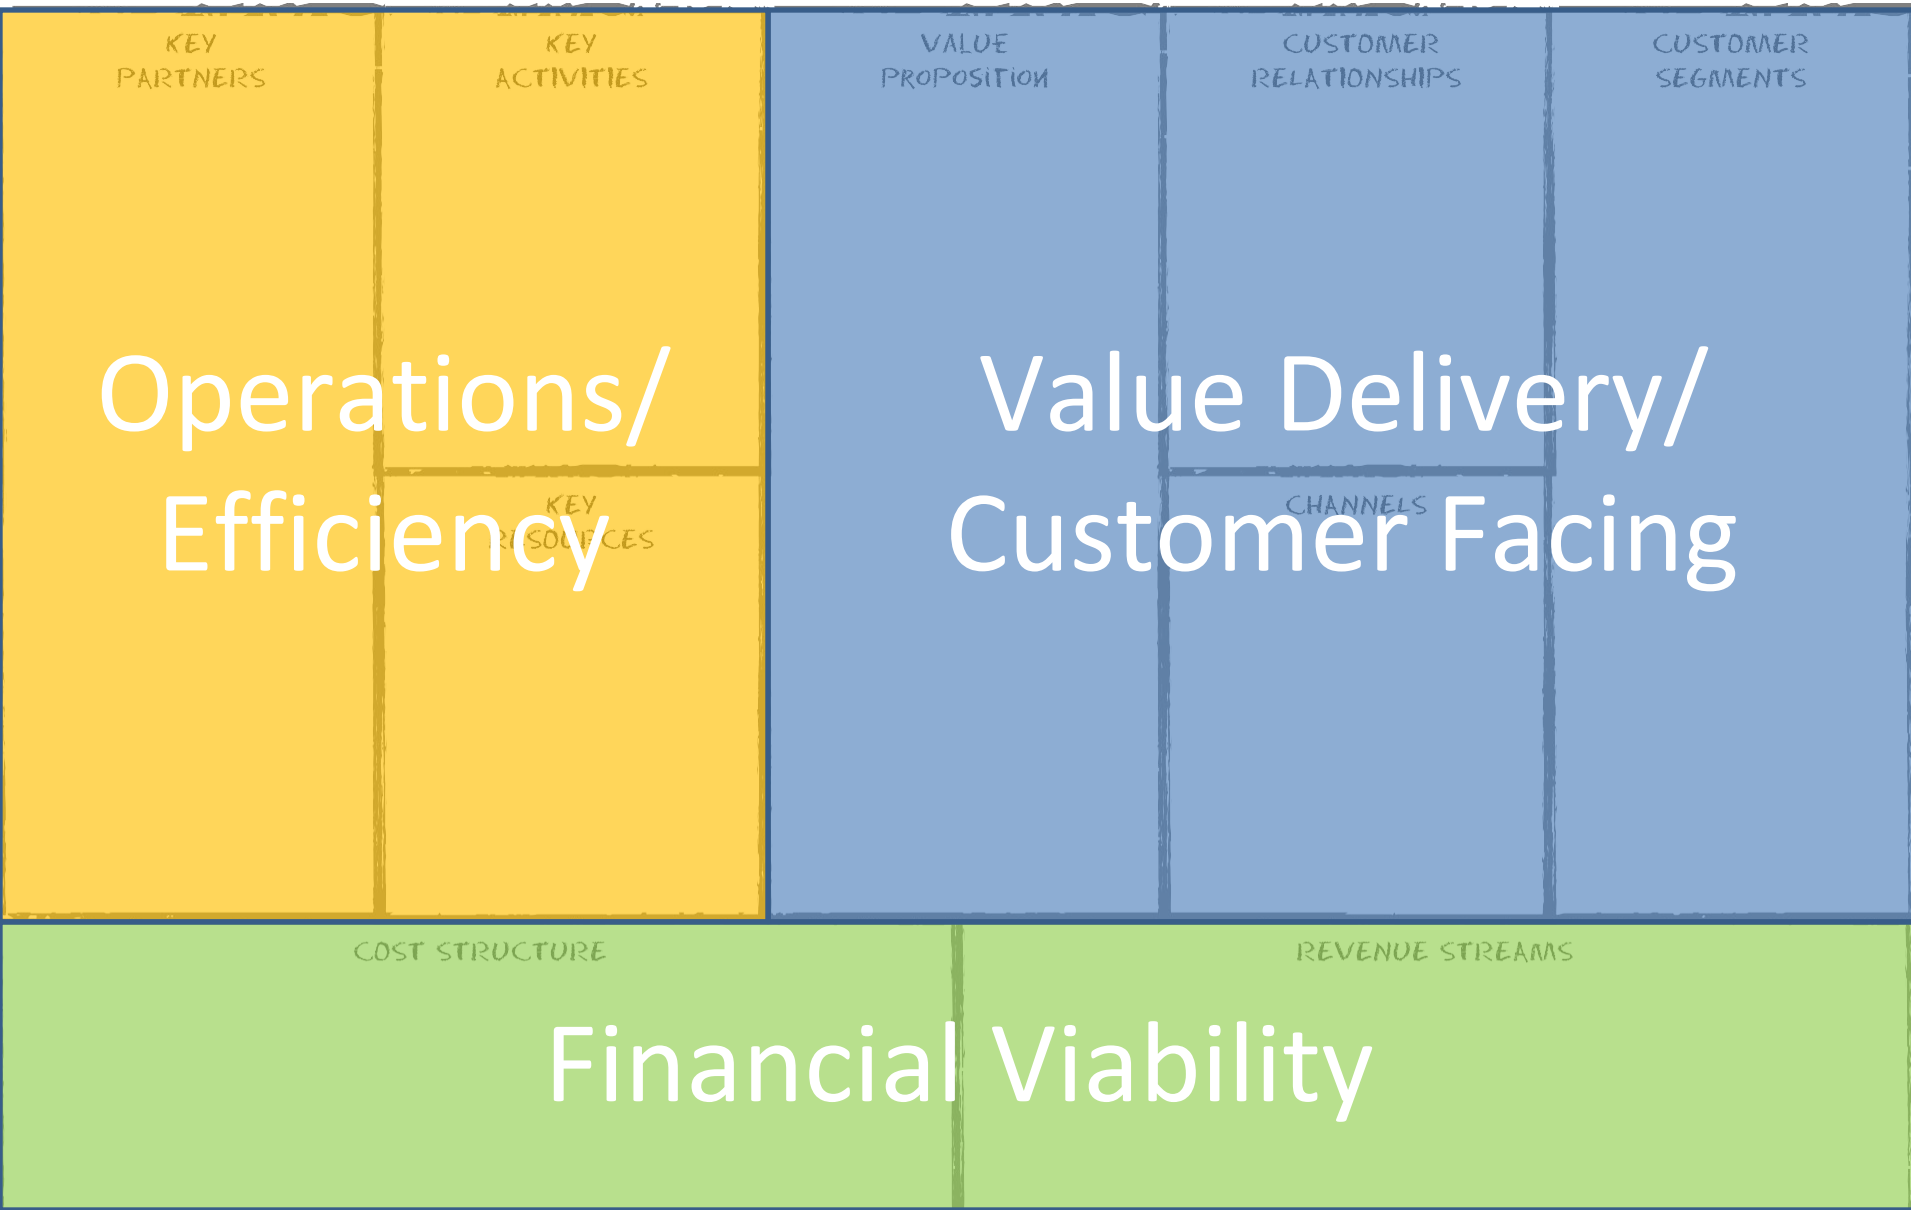 KEY
PARTNERS
KEY
ACTIVITIES
VALUE
PROPOSITION
CUSTOMER
RELATIONSHIPS
CUSTOMER
SEGMENTS
Operations/
Efficiency
KEY
RESOURCES
Value Delivery/
Customer Facing
CHANNELS
COST STRUCTURE
REVENUE STREAMS
Financial Viability